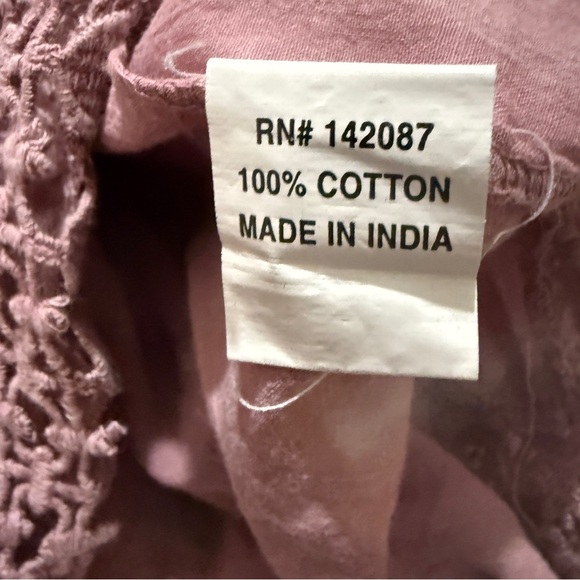 RN# 142087
100% COTTON
MADE IN INDIA